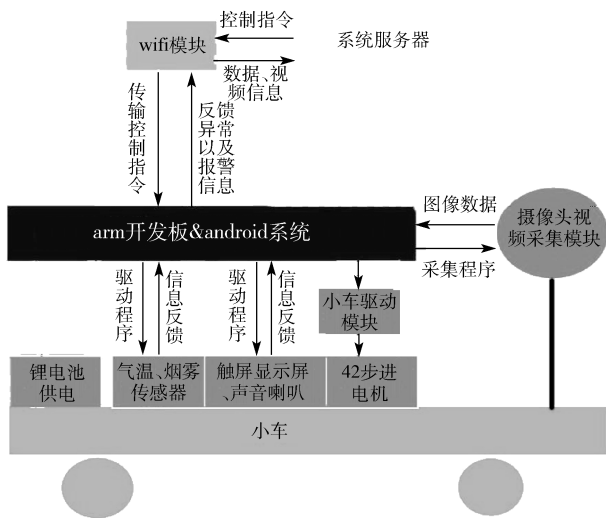 控制指令
wifi模块
系统服务器
数据、视
频信息
传输控制指令
反异以报信
馈常及警息
图像数据
arm开发板&android系统
摄像头视
频采集模块
采集程序
驱动程序
信息反馈
驱动程序
信息反馈
小车驱动
模块
锂电池
供电
气温、烟雾
传感器
触屏显示屏
、声音喇叭
42步进
电机
小车